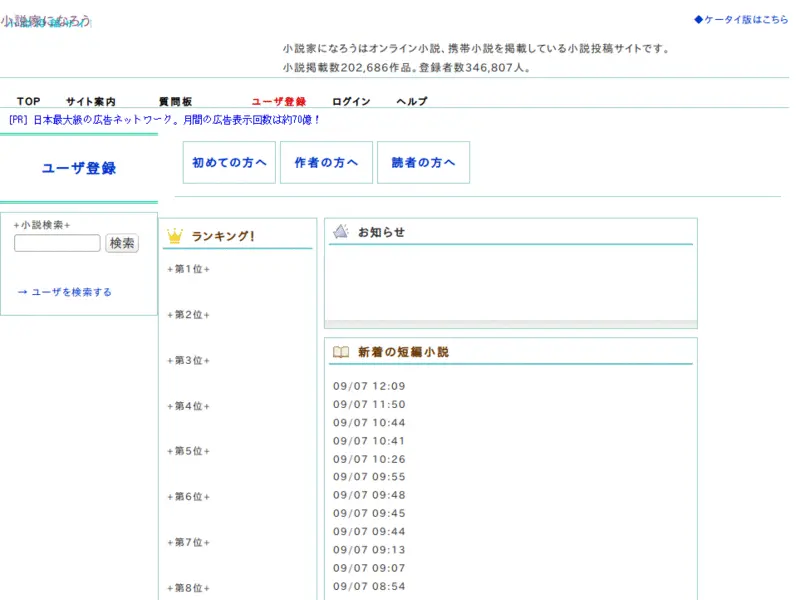 小説家になろう
◆ケータイ版はこちら
小説家になろうはオンライン小説、携帯小説を掲載している小説投稿サイトです。
小説掲載数202,686作品。登録者数346,807人。
TOP サイト案内 質問板 ユーザ登録 ログイン ヘルプ
[PR] 日本最大級の広告ネットワーク。月間の広告表示回数は約70億！
ユーザ登録
初めての方へ 作者の方へ 読者の方へ
+小説検索+
検索
→ ユーザを検索する
ランキング！
+第1位+
+第2位+
+第3位+
+第4位+
+第5位+
+第6位+
+第7位+
+第8位+
お知らせ
新着の短編小説
09/07 12:09
09/07 11:50
09/07 10:44
09/07 10:41
09/07 10:26
09/07 09:55
09/07 09:48
09/07 09:45
09/07 09:44
09/07 09:13
09/07 09:07
09/07 08:54